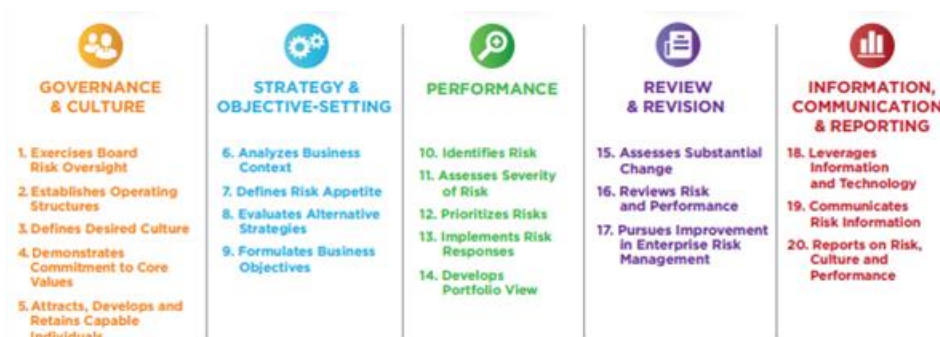 GOVERNANCE
& CULTURE
1. Exercises Board
Risk Oversight
2. Establishes Operating
Structures
3. Defines Desired Culture
4. Demonstrates
Commitment to Core
Values
5. Attracts, Develops and
Retains Capable
Individuals
STRATEGY &
OBJECTIVE-SETTING
6. Analyzes Business
Context
7. Defines Risk Appetite
8. Evaluates Alternative
Strategies
9. Formulates Business
Objectives
PERFORMANCE
10. Identifies Risk
11. Assesses Severity
of Risk
12. Prioritizes Risks
13. Implements Risk
Responses
14. Develops
Portfolio View
REVIEW
& REVISION
15. Assesses Substantial
Change
16. Reviews Risk
and Performance
17. Pursues Improvement
in Enterprise Risk
Management
INFORMATION,
COMMUNICATION
& REPORTING
18. Leverages
Information
and Technology
19. Communicates
Risk Information
20. Reports on Risk,
Culture and
Performance